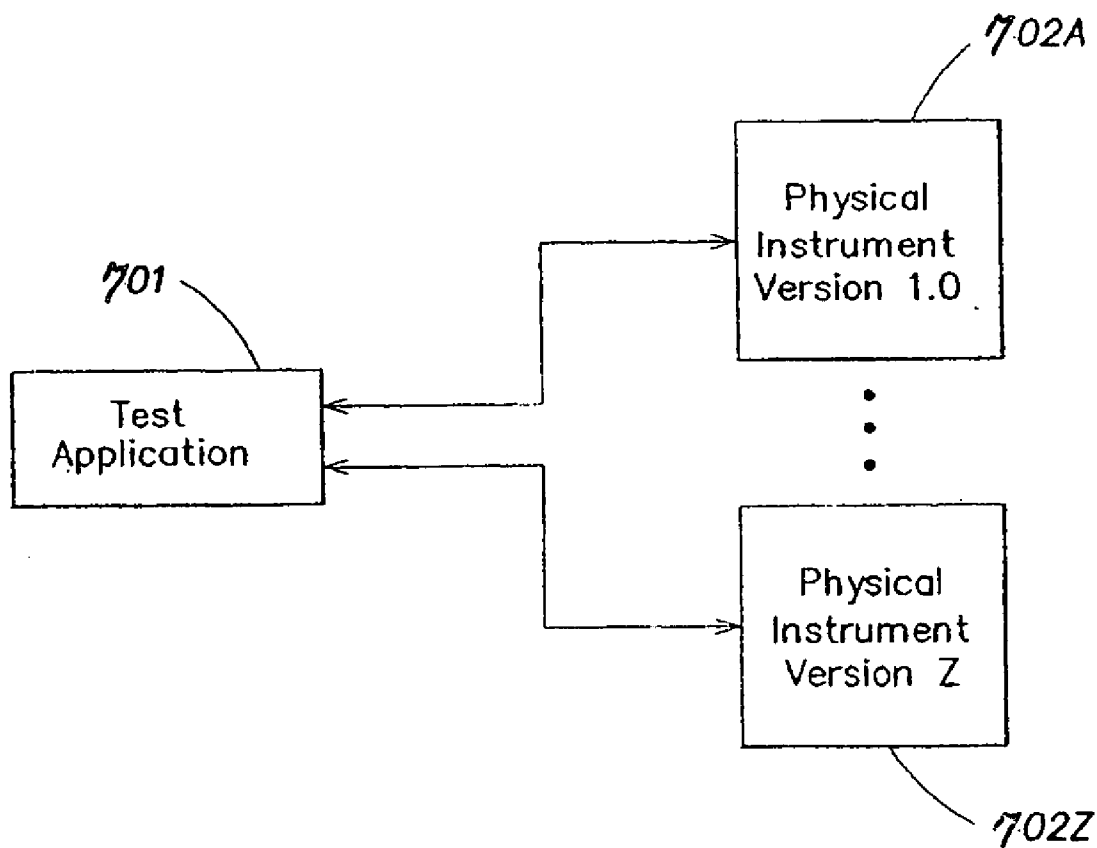 702A
Physical
Instrument
Version 1.0
701
Test
Application
Physical
Instrument
Version Z
702Z